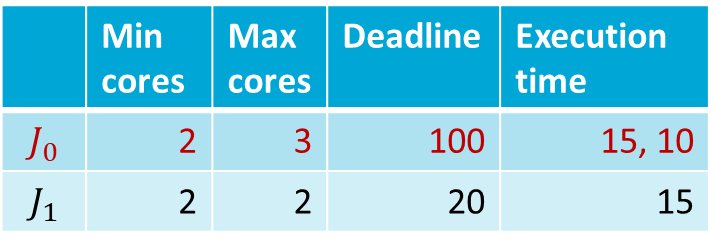 Min cores Max cores Deadline Execution time
J0 2 3 100 15, 10
J1 2 2 20 15